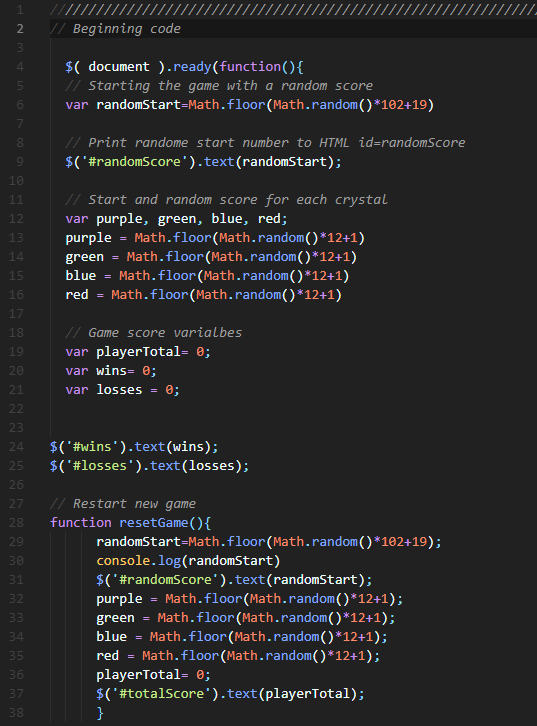 1 ////////////////////////////////////////////////////////////////
2 // Beginning code
3
4 $( document ).ready(function(){
5 // Starting the game with a random score
6 var randomStart=Math.floor(Math.random()*102+19)
7
8 // Print randome start number to HTML id=randomScore
9 $('#randomScore').text(randomStart);
10
11 // Start and random score for each crystal
12 var purple, green, blue, red;
13 purple = Math.floor(Math.random()*12+1)
14 green = Math.floor(Math.random()*12+1)
15 blue = Math.floor(Math.random()*12+1)
16 red = Math.floor(Math.random()*12+1)
17
18 // Game score varialbes
19 var playerTotal= 0;
20 var wins= 0;
21 var losses = 0;
22
23
24 $('#wins').text(wins);
25 $('#losses').text(losses);
26
27 // Restart new game
28 function resetGame(){
29 randomStart=Math.floor(Math.random()*102+19);
30 console.log(randomStart)
31 $('#randomScore').text(randomStart);
32 purple = Math.floor(Math.random()*12+1);
33 green = Math.floor(Math.random()*12+1);
34 blue = Math.floor(Math.random()*12+1);
35 red = Math.floor(Math.random()*12+1);
36 playerTotal= 0;
37 $('#totalScore').text(playerTotal);
38 }